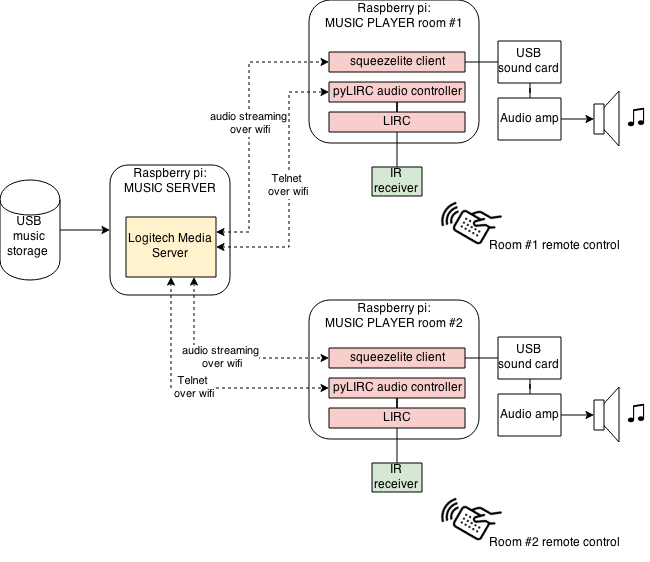 Raspberry pi:
MUSIC PLAYER room #1
squeezelite client
pyLIRC audio controller
LIRC
USB
sound card
Audio amp
IR
receiver
Room #1 remote control
audio streaming
over wifi
Telnet
over wifi
Raspberry pi:
MUSIC SERVER
Logitech Media
Server
USB
music
storage
audio streaming
over wifi
Telnet
over wifi
Raspberry pi:
MUSIC PLAYER room #2
squeezelite client
pyLIRC audio controller
LIRC
USB
sound card
Audio amp
IR
receiver
Room #2 remote control